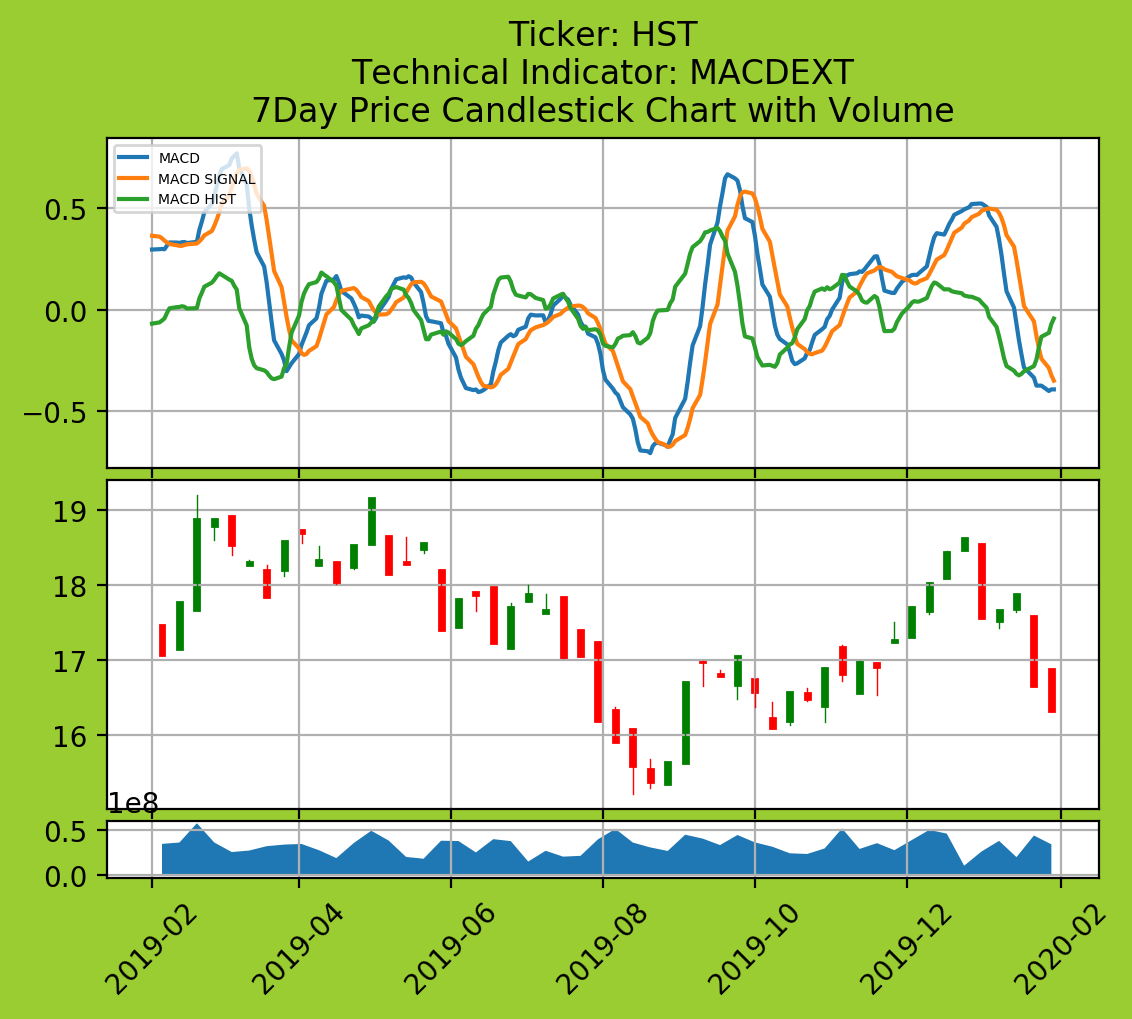 Ticker: HST
Technical Indicator: MACDEXT
7Day Price Candlestick Chart with Volume
MACD
MACD SIGNAL
MACD HIST
0.5
0.0
−0.5
19
18
17
16
1e8
0.5
0.0
2019-02
2019-04
2019-06
2019-08
2019-10
2019-12
2020-02